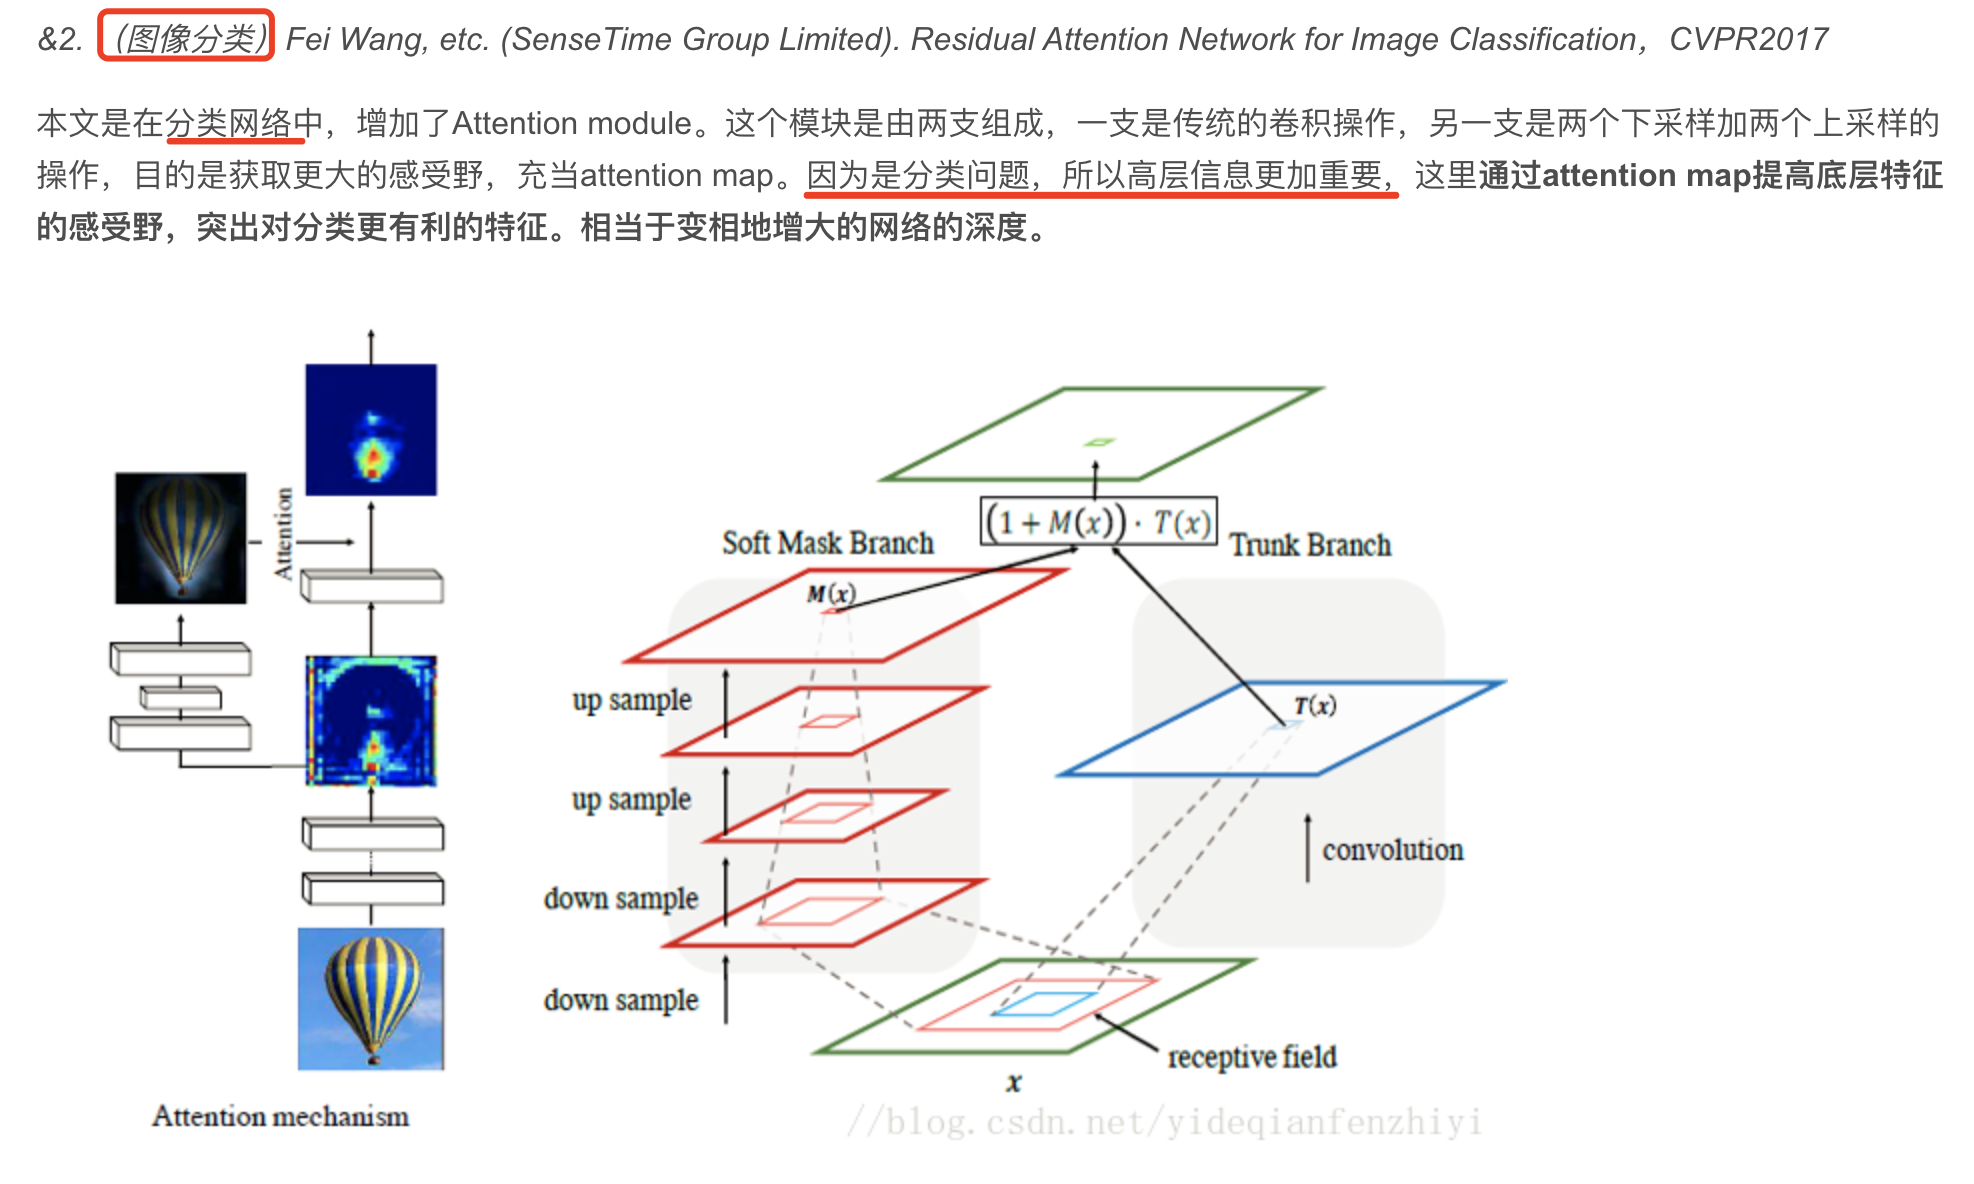 &2. （图像分类）Fei Wang, etc. (SenseTime Group Limited). Residual Attention Network for Image Classification，CVPR2017
本文是在分类网络中，增加了Attention module。这个模块是由两支组成，一支是传统的卷积操作，另一支是两个下采样加两个上采样的
操作，目的是获取更大的感受野，充当attention map。因为是分类问题，所以高层信息更加重要，这里通过attention map提高底层特征
的感受野，突出对分类更有利的特征。相当于变相地增大的网络的深度。
Attention
Attention mechanism
(1 + M(x)) · T(x)
Soft Mask Branch
Trunk Branch
M(x)
T(x)
up sample
up sample
convolution
down sample
down sample
receptive field
x
//blog.csdn.net/yideqianfenzhiyi